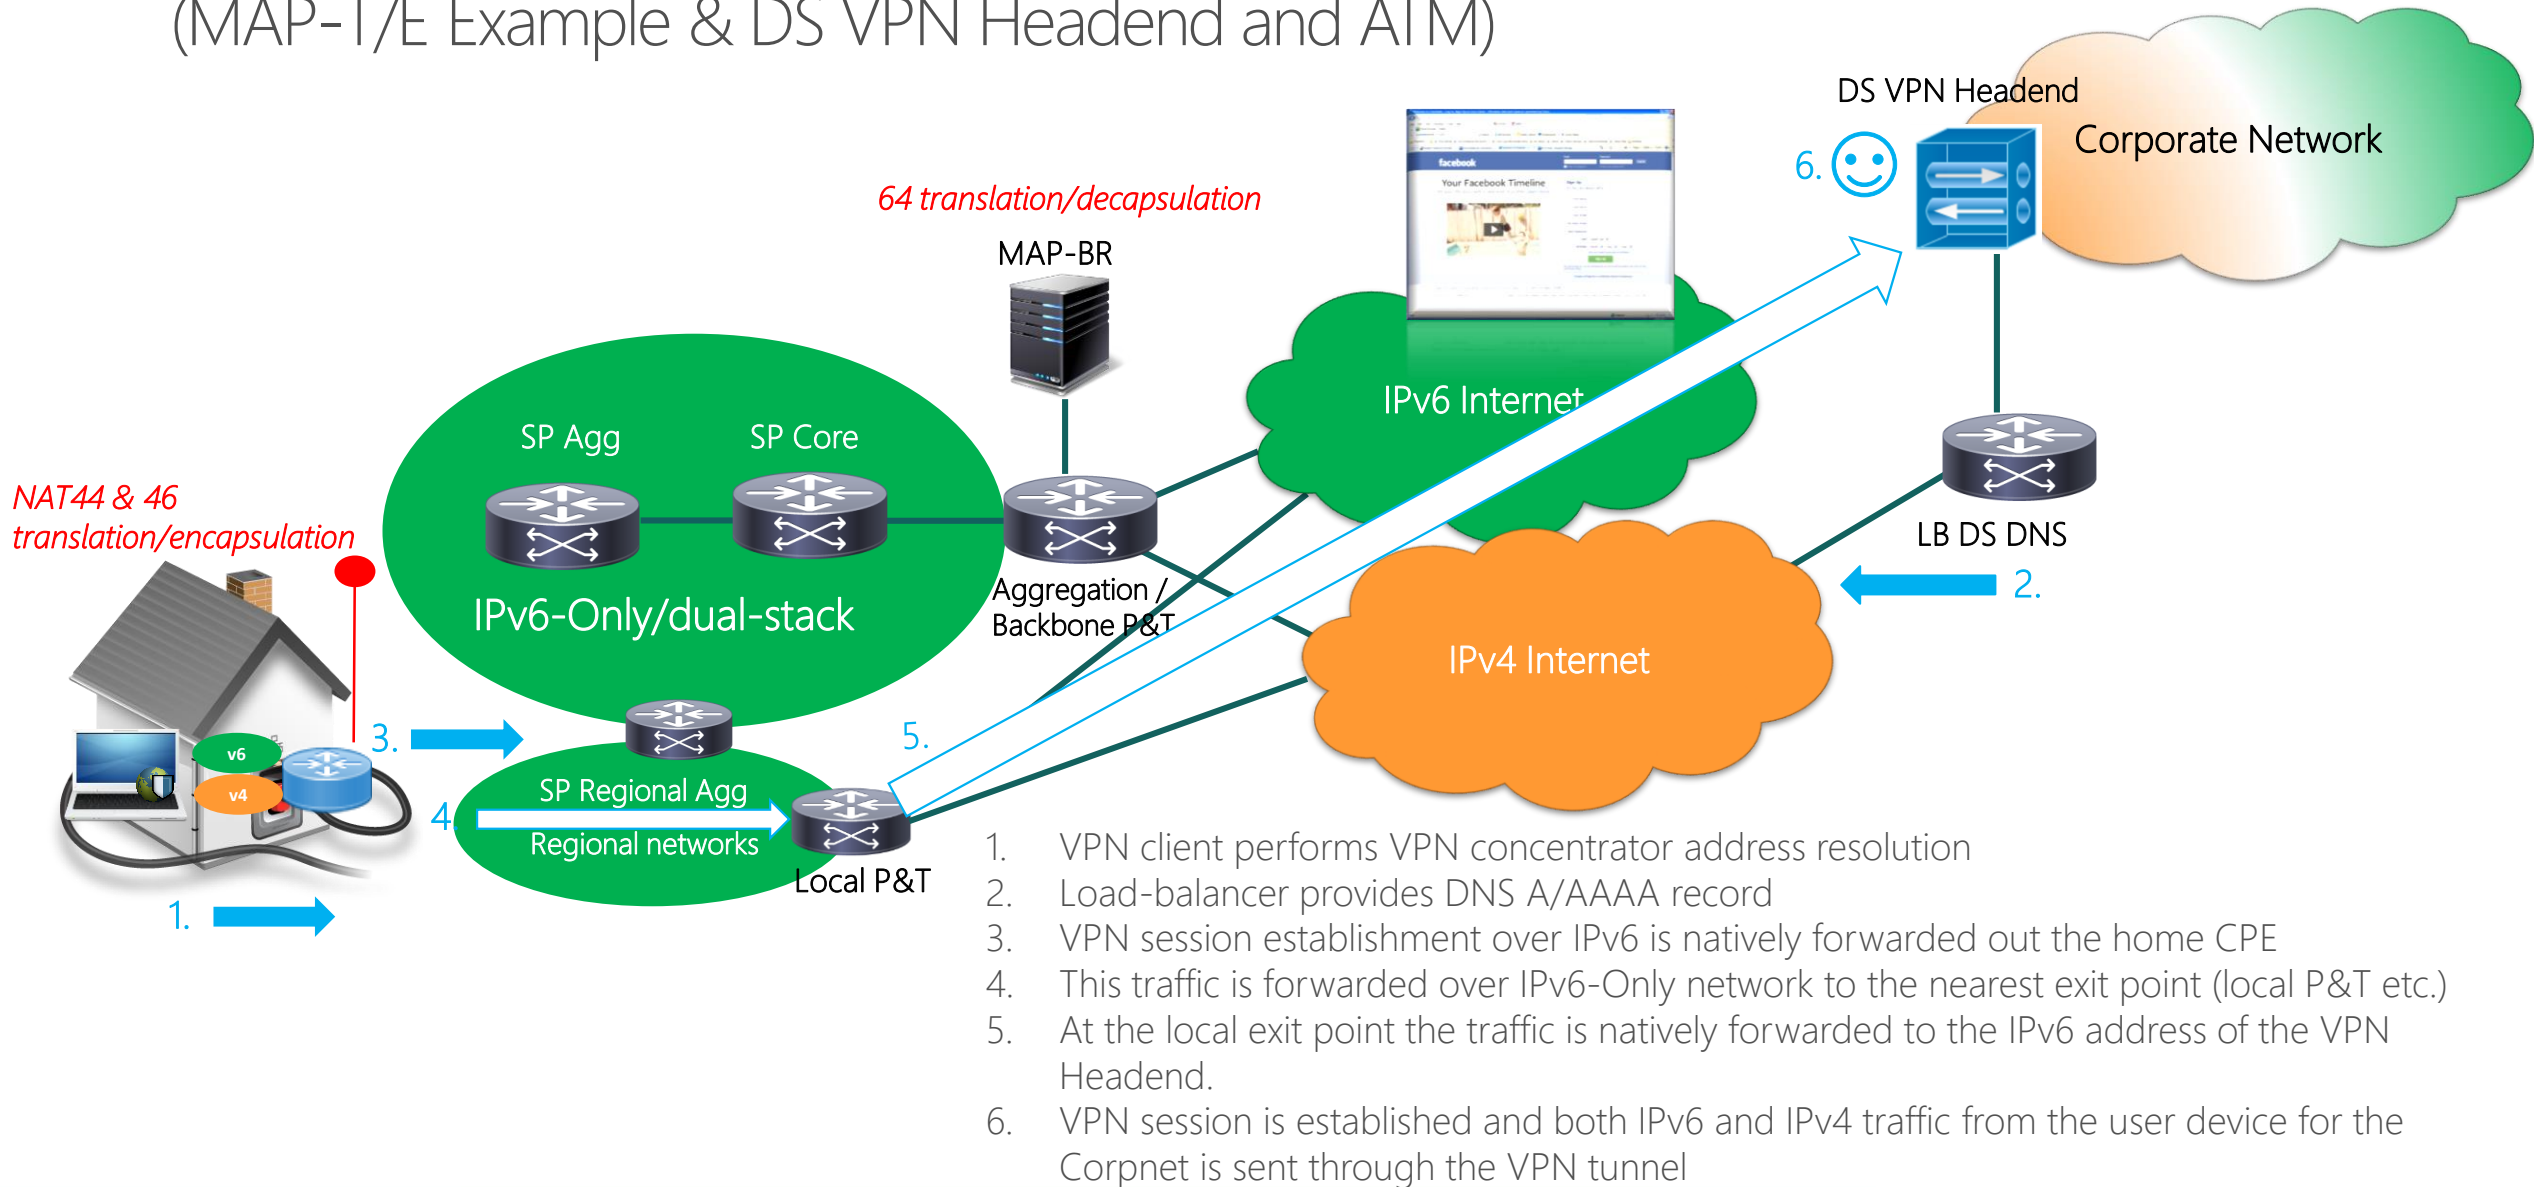 (MAP-T/E Example & DS VPN Headend and ATM)
DS VPN Headend
Corporate Network
6.
facebook
Your Facebook Timeline
64 translation/decapsulation
MAP-BR
IPv6 Internet
SP Agg
SP Core
NAT44 & 46
translation/encapsulation
LB DS DNS
2.
Aggregation /
Backbone P&T
IPv6-Only/dual-stack
IPv4 Internet
3.
5.
v6
v4
SP Regional Agg
4.
Regional networks
Local P&T
1.
1. VPN client performs VPN concentrator address resolution
2. Load-balancer provides DNS A/AAAA record
3. VPN session establishment over IPv6 is natively forwarded out the home CPE
4. This traffic is forwarded over IPv6-Only network to the nearest exit point (local P&T etc.)
5. At the local exit point the traffic is natively forwarded to the IPv6 address of the VPN
Headend.
6. VPN session is established and both IPv6 and IPv4 traffic from the user device for the
Corpnet is sent through the VPN tunnel